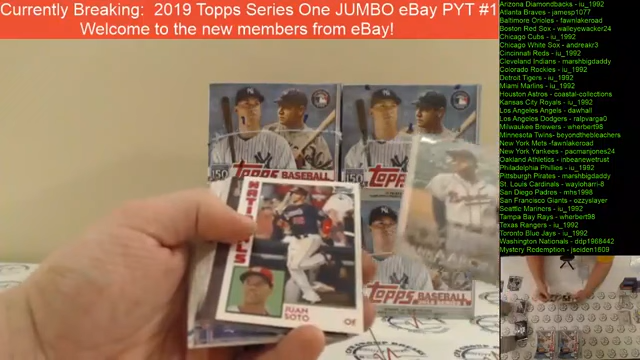 Currently Breaking:  2019 Topps Series One JUMBO eBay PYT #1
Welcome to the new members from eBay!
Arizona Diamondbacks - iu_1992
Atlanta Braves - jamesp1077
Baltimore Orioles - fawnlakeroad
Boston Red Sox - walleyewacker24
Chicago Cubs - iu_1992
Chicago White Sox - andreakr3
Cincinnati Reds - iu_1992
Cleveland Indians - marshbigdaddy
Colorado Rockies - iu_1992
Detroit Tigers - iu_1992
Miami Marlins - iu_1992
Houston Astros - coastal-collections
Kansas City Royals - iu_1992
Los Angeles Angels - dawhall
Los Angeles Dodgers - ralpvarga0
Milwaukee Brewers - wherbert98
Minnesota Twins- beyondthebleachers
New York Mets -fawnlakeroad
New York Yankees - pacmanjones24
Oakland Athletics - inbeanewetrust
Philadelphia Phillies - iu_1992
Pittsburgh Pirates - marshbigdaddy
St. Louis Cardinals - wayloharri-8
San Diego Padres - mhs1998
San Francisco Giants - ozzyslayer
Seattle Mariners - iu_1992
Tampa Bay Rays - wherbert98
Texas Rangers - iu_1992
Toronto Blue Jays - iu_1992
Washington Nationals - ddp1968442
Mystery Redemption - jseiden1809
150
Topps BASEBALL
150
Topps
Topps BASEBALL
NATIONALS
JUAN
SOTO
OF